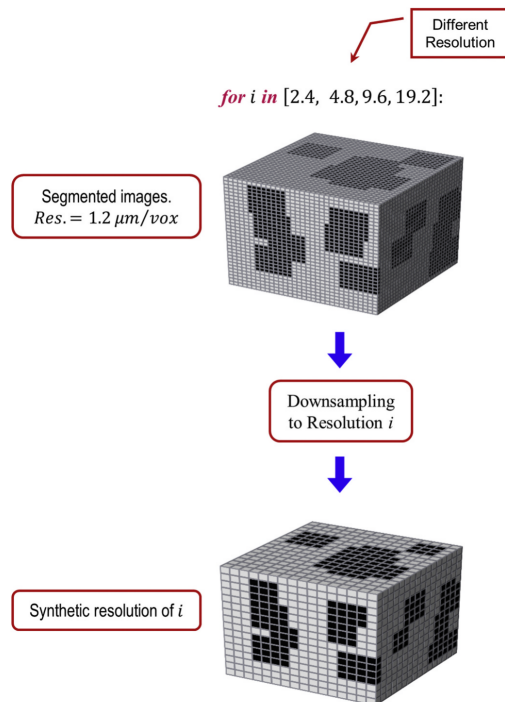 Different
Resolution
for i in [2.4, 4.8, 9.6, 19.2]:
Segmented images.
Res. = 1.2 μm/vox
Downsampling
to Resolution i
Synthetic resolution of i